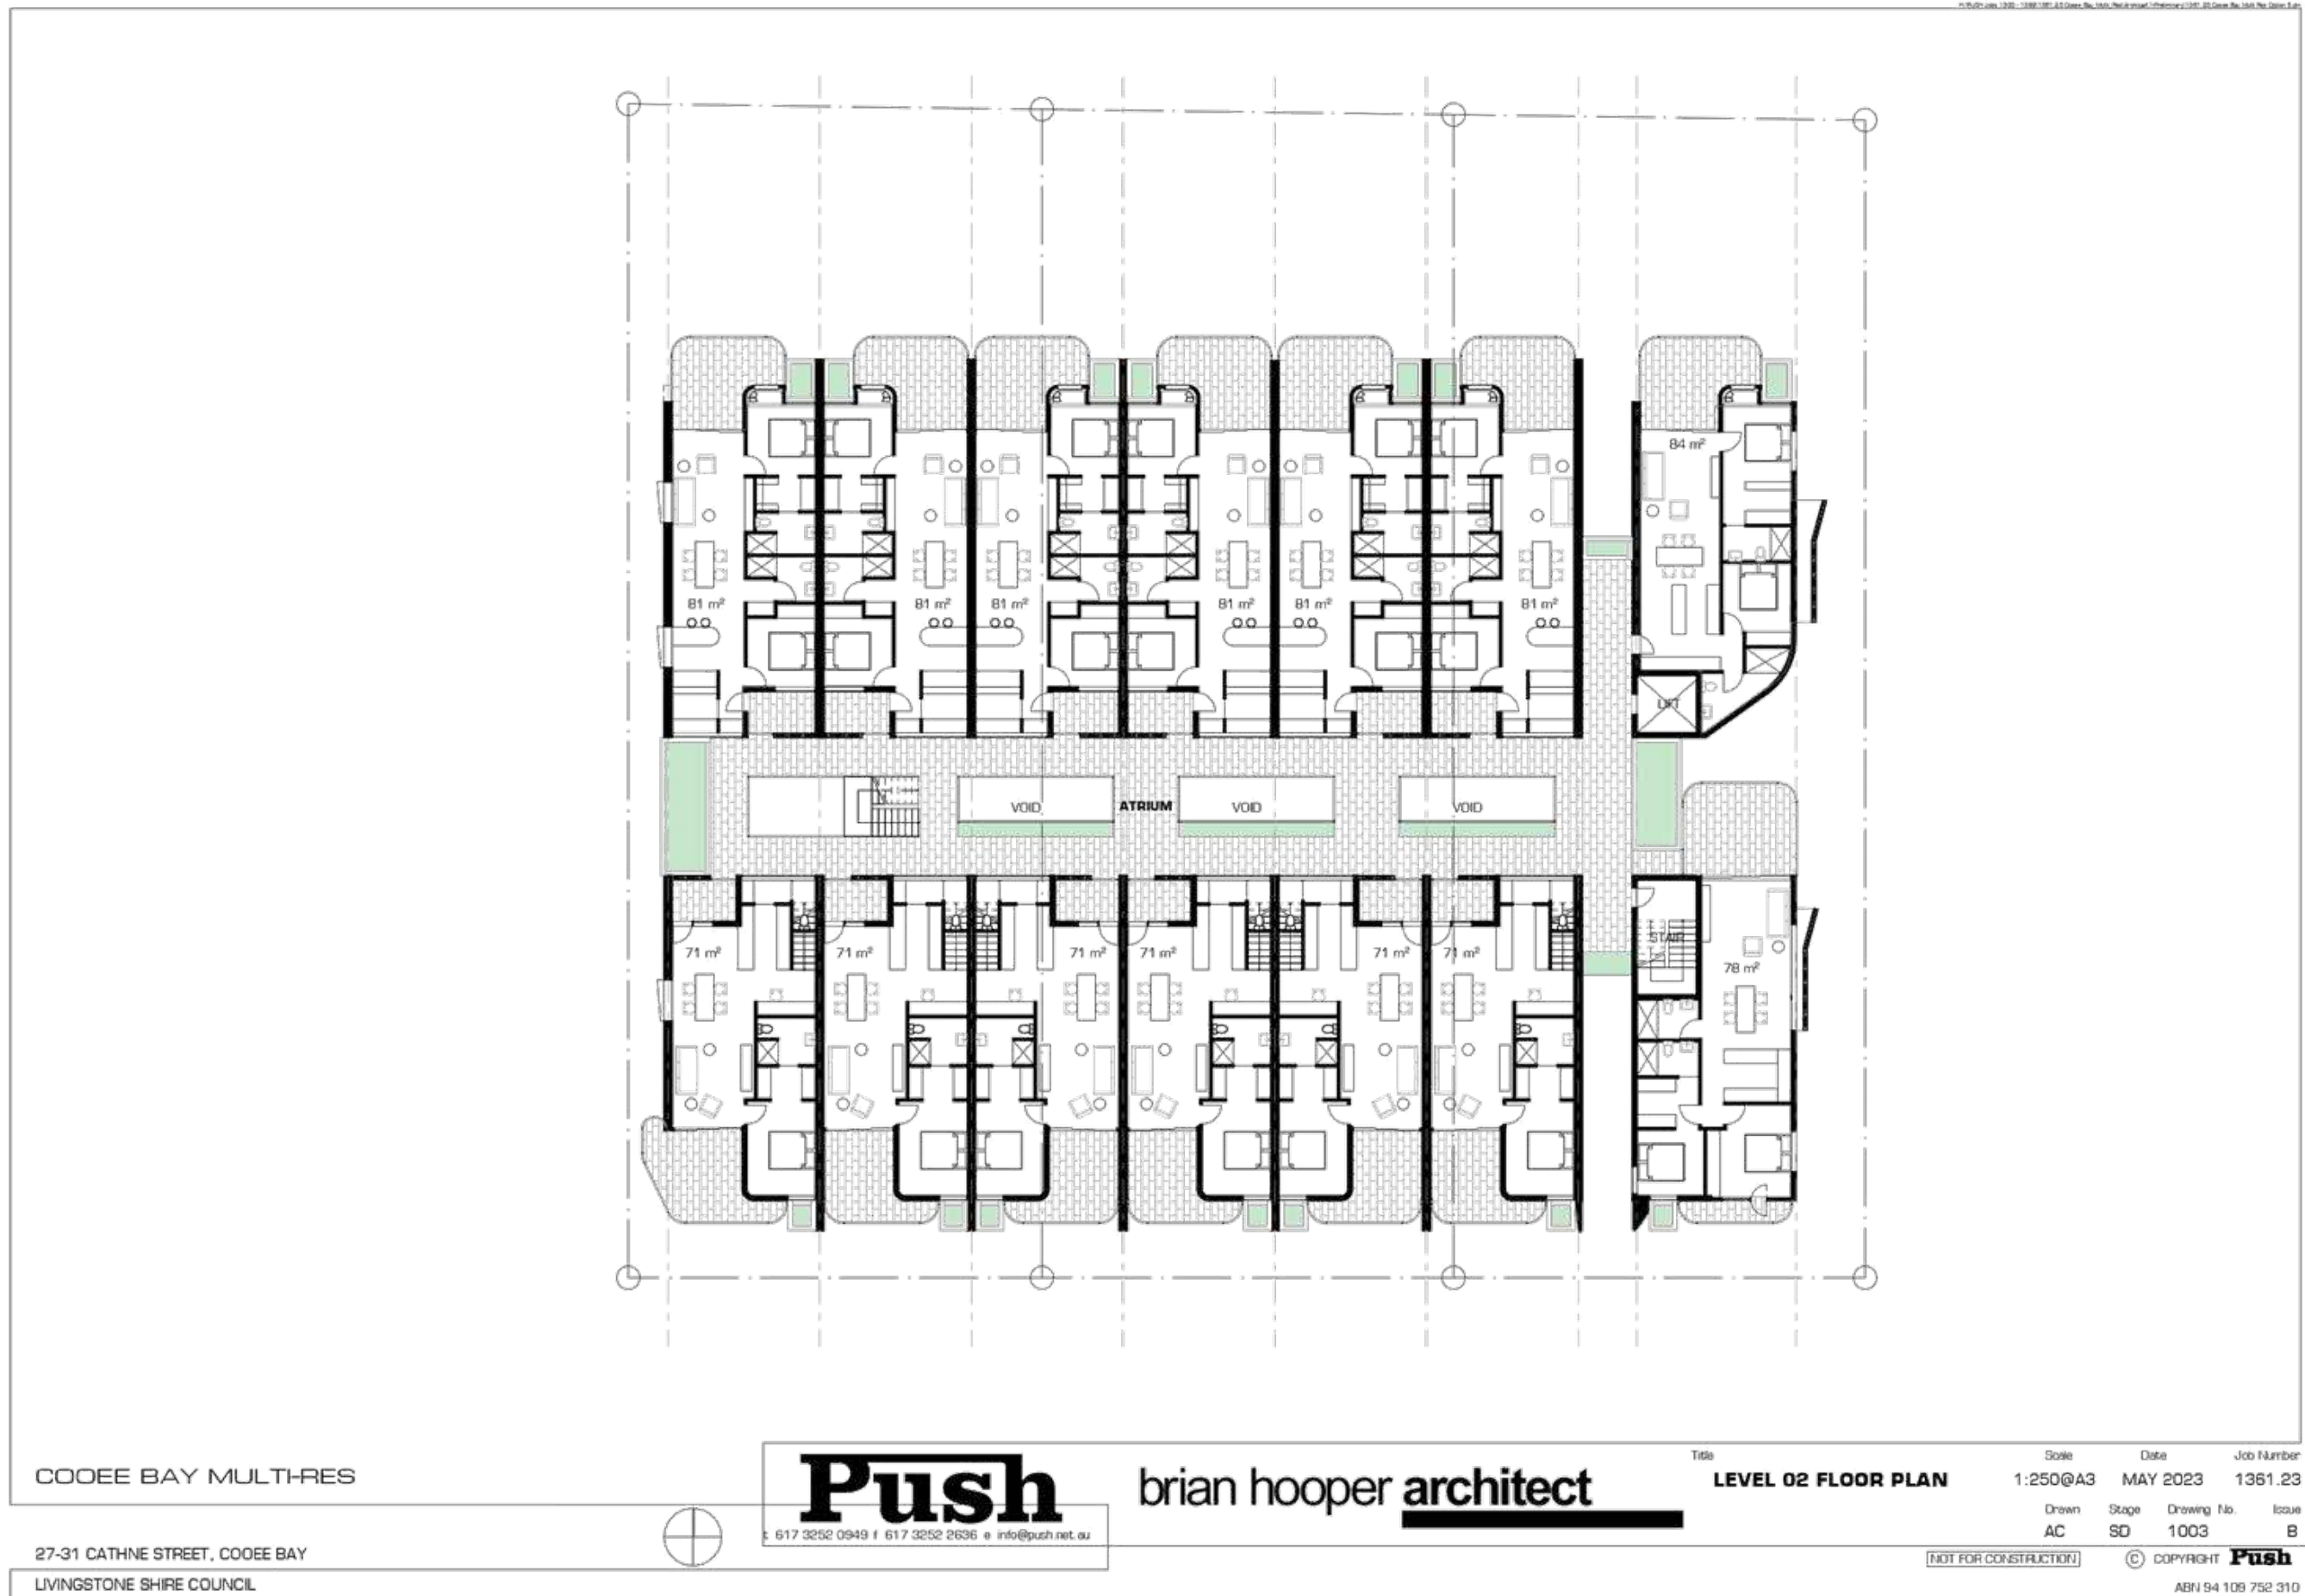 84 m²
81 m²
81 m²
81 m²
81 m²
81 m²
81 m²
LIFT
VOID
ATRIUM
VOID
VOID
71 m²
71 m²
71 m²
71 m²
71 m²
71 m²
STAIR
78 m²
COOEE BAY MULTI-RES
27-31 CATHNE STREET, COOEE BAY
LIVINGSTONE SHIRE COUNCIL
Push
t 617 3252 0949 f 617 3252 2636 e info@push.net.au
brian hooper architect
Title
LEVEL 02 FLOOR PLAN
Scale Date Job Number
1:250@A3 MAY 2023 1361.23
Drawn Stage Drawing No. Issue
AC SD 1003 B
NOT FOR CONSTRUCTION © COPYRIGHT Push
ABN 94 109 752 310